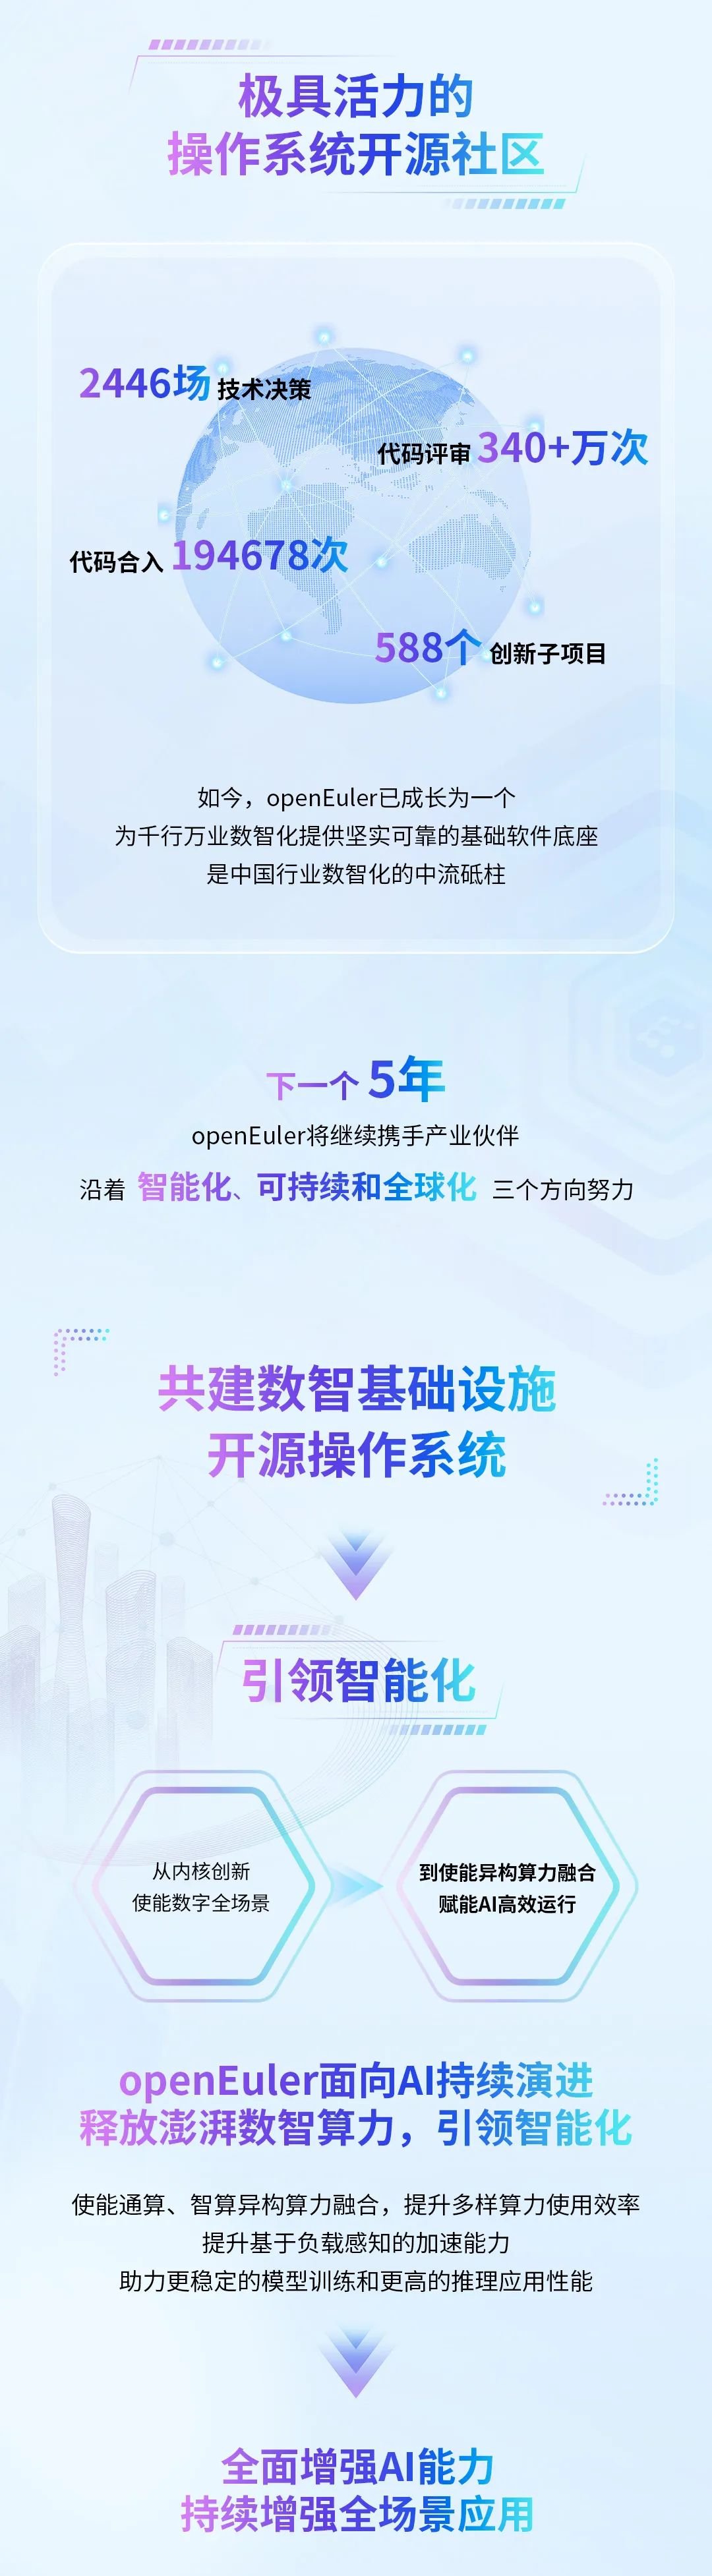 极具活力的
操作系统开源社区
2446场 技术决策
代码评审 340+万次
代码合入 194678次
588个 创新子项目
如今，openEuler已成长为一个
为千行万业数智化提供坚实可靠的基础软件底座
是中国行业数智化的中流砥柱
下一个 5年
openEuler将继续携手产业伙伴
沿着 智能化、可持续和全球化 三个方向努力
共建数智基础设施
开源操作系统
引领智能化
从内核创新
使能数字全场景
到使能异构算力融合
赋能AI高效运行
openEuler面向AI持续演进
释放澎湃数智算力，引领智能化
使能通算、智算异构算力融合，提升多样算力使用效率
提升基于负载感知的加速能力
助力更稳定的模型训练和更高的推理应用性能
全面增强AI能力
持续增强全场景应用